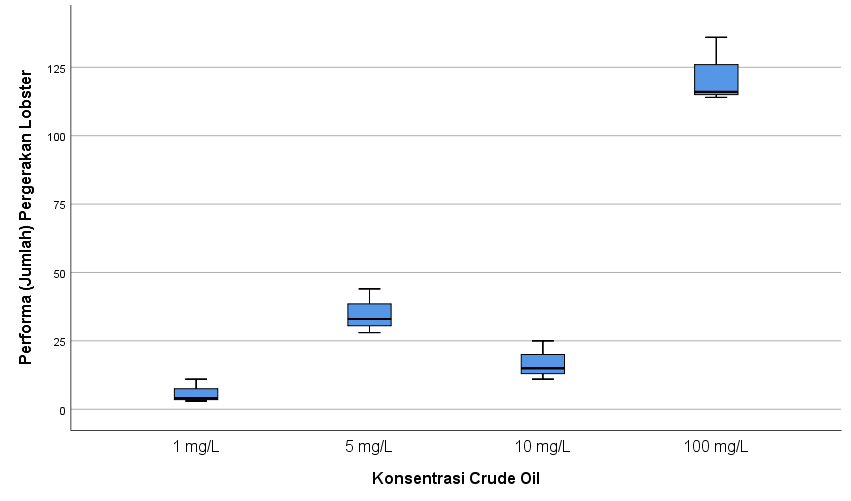 Performa (Jumlah) Pergerakan Lobster
125
100
75
50
25
0
1 mg/L
5 mg/L
10 mg/L
100 mg/L
Konsentrasi Crude Oil